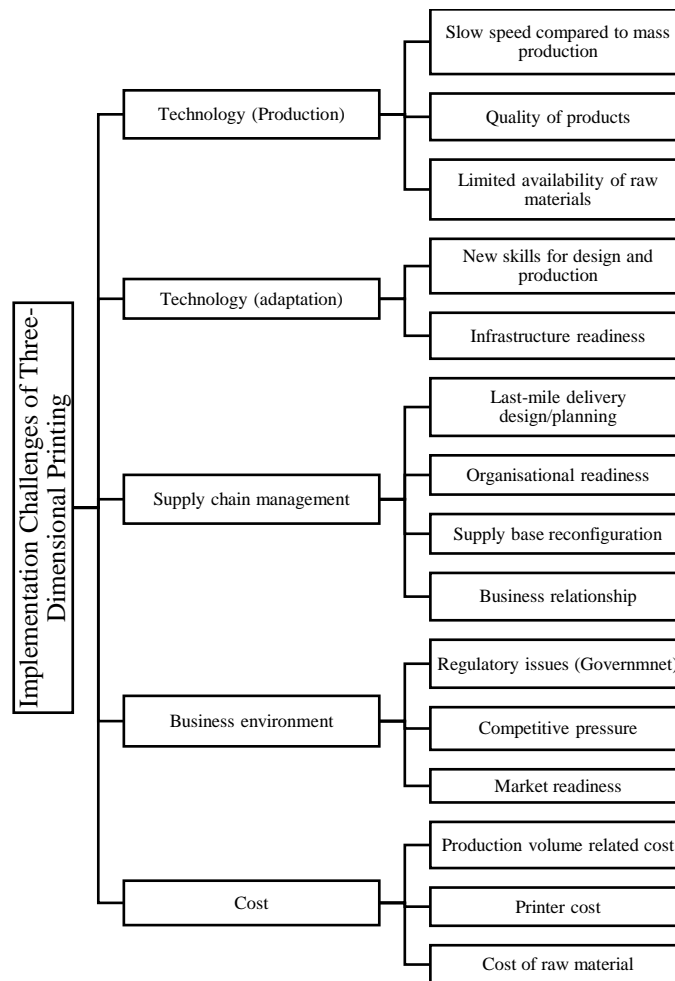 Implementation Challenges of Three-
Dimensional Printing
Technology (Production)
Slow speed compared to mass
production
Quality of products
Limited availability of raw
materials
Technology (adaptation)
New skills for design and
production
Infrastructure readiness
Supply chain management
Last-mile delivery
design/planning
Organisational readiness
Supply base reconfiguration
Business relationship
Business environment
Regulatory issues (Governmnet)
Competitive pressure
Market readiness
Cost
Production volume related cost
Printer cost
Cost of raw material